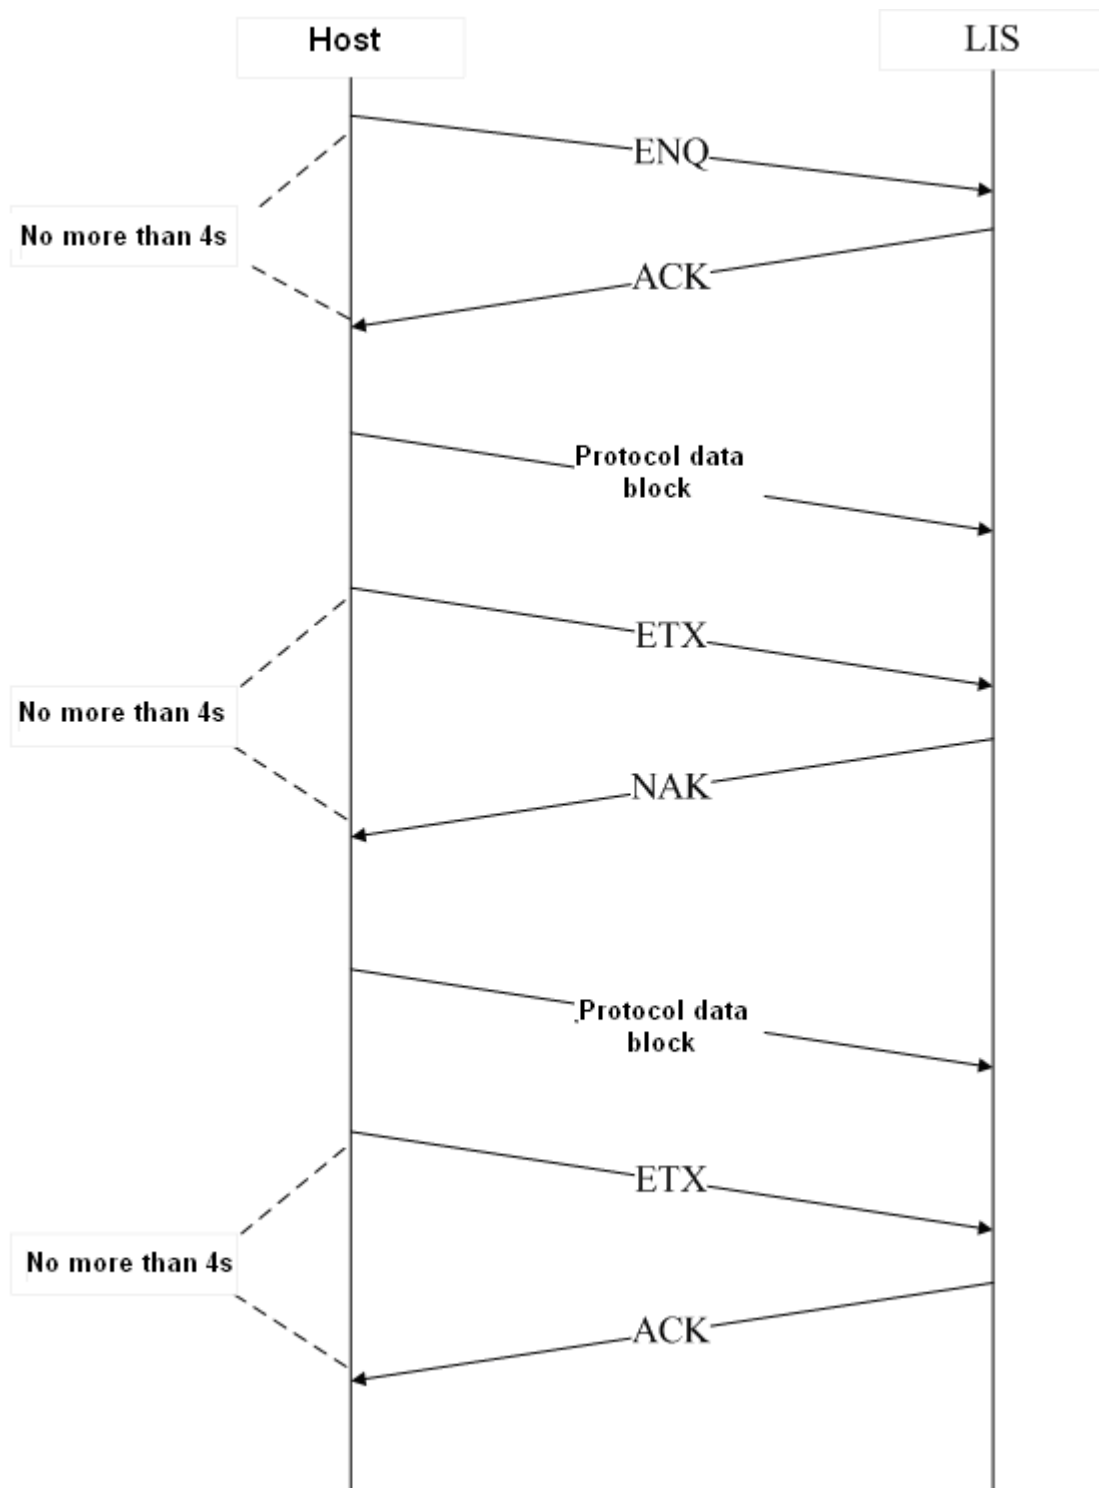 Host
LIS
ENQ
No more than 4s
ACK
Protocol data
block
ETX
No more than 4s
NAK
Protocol data
block
ETX
No more than 4s
ACK